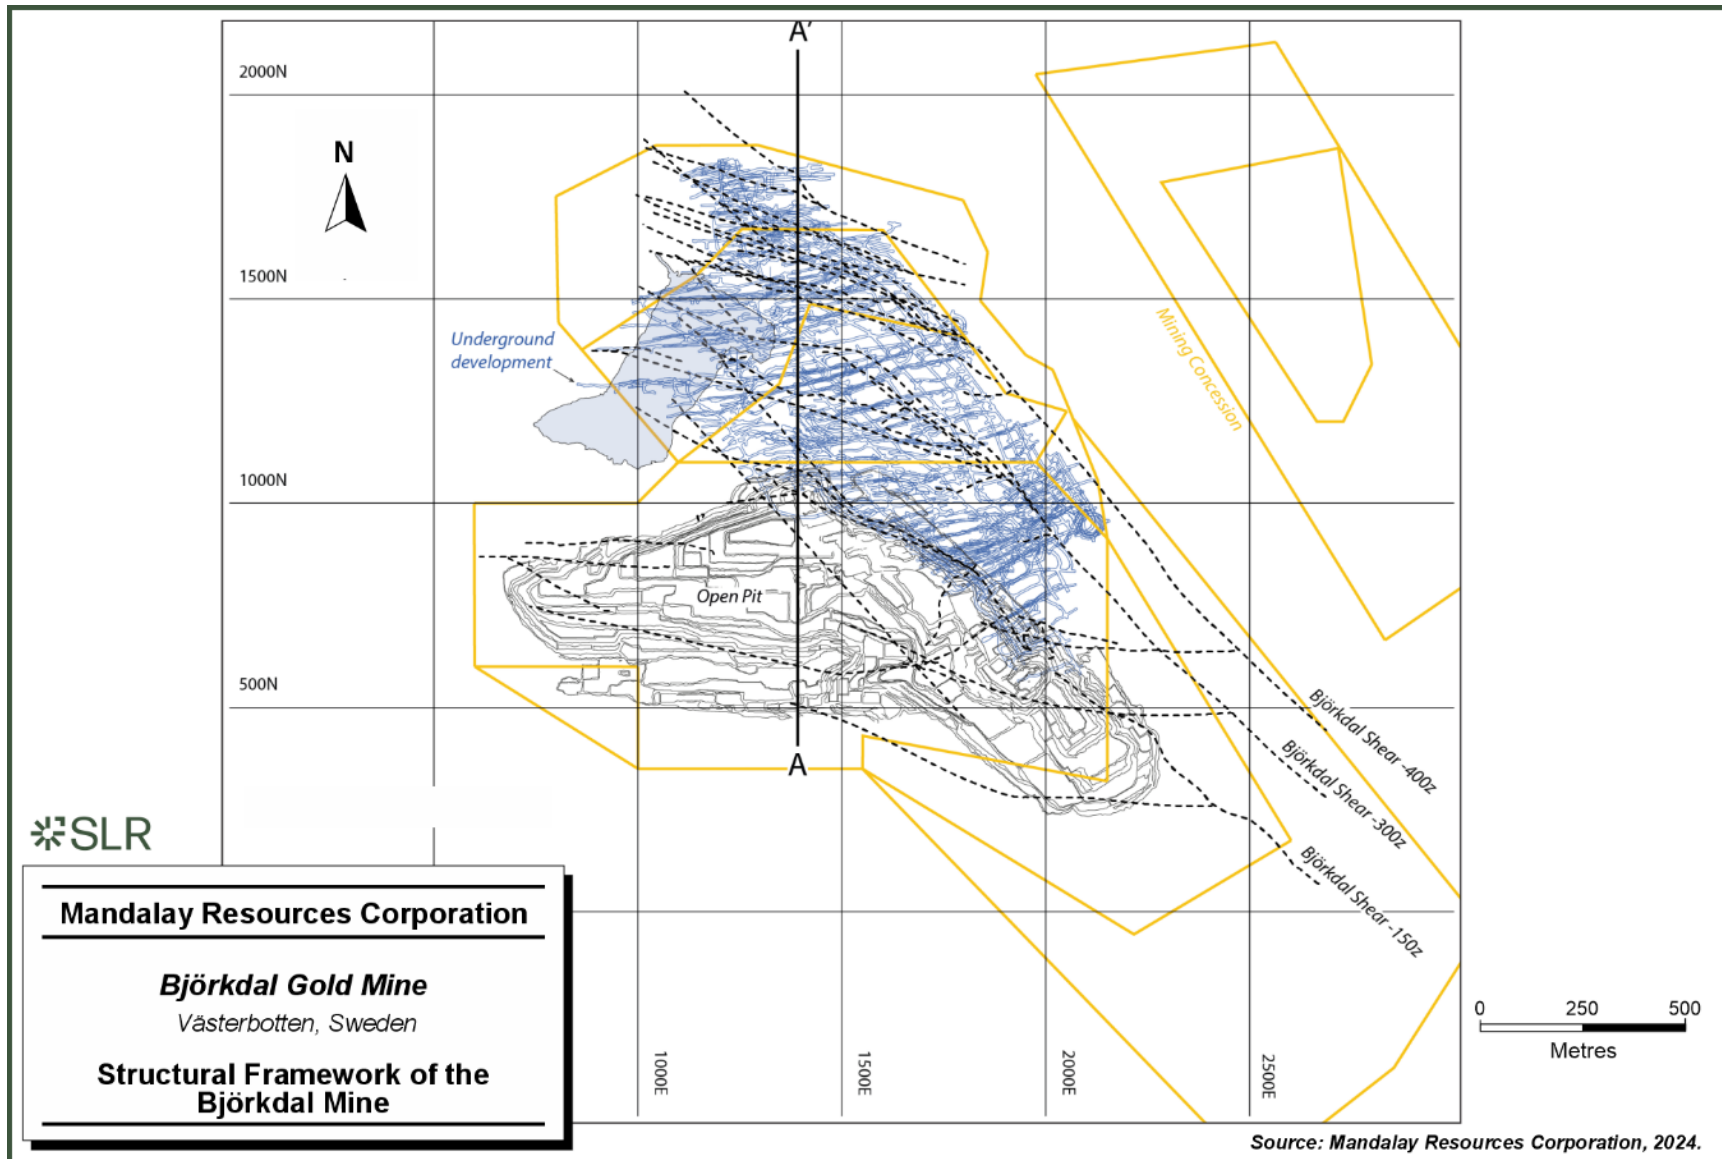 A'
2000N
N
1500N
Underground
development
Mining Concession
1000N
Open Pit
500N
A
Björkdal Shear -400z
Björkdal Shear -300z
Björkdal Shear -150z
SLR
Mandalay Resources Corporation
Björkdal Gold Mine
Västerbotten, Sweden
Structural Framework of the
Björkdal Mine
1000E
1500E
2000E
2500E
0 250 500
Metres
Source: Mandalay Resources Corporation, 2024.